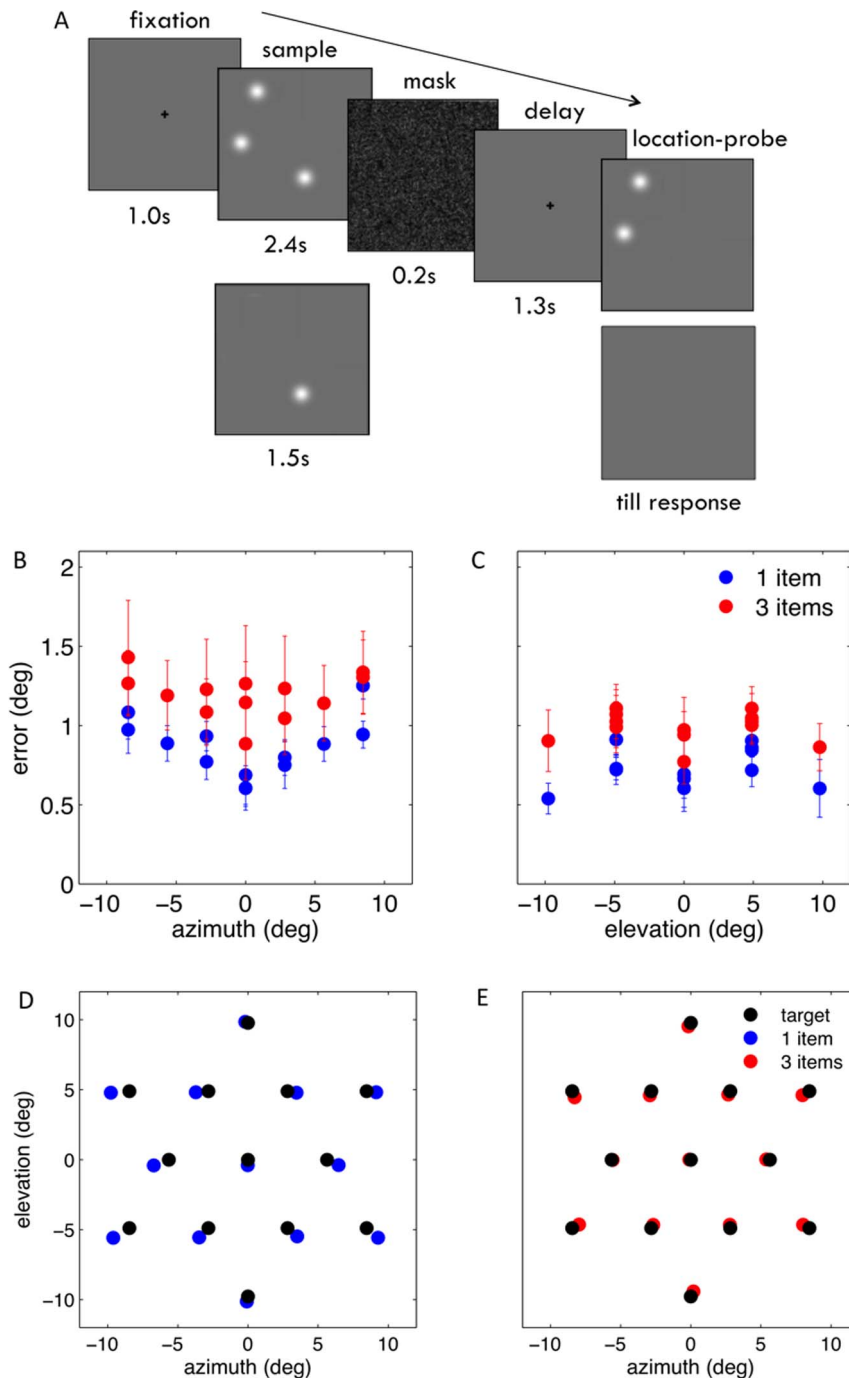 A
fixation
sample
mask
delay
location-probe
1.0s
2.4s
0.2s
1.3s
1.5s
till response
B
2
1.5
1
0.5
0
error (deg)
−10 −5 0 5 10
azimuth (deg)
C
1 item
3 items
−10 −5 0 5 10
elevation (deg)
D
10
5
0
−5
−10
elevation (deg)
−10 −5 0 5 10
azimuth (deg)
E
target
1 item
3 items
−10 −5 0 5 10
azimuth (deg)